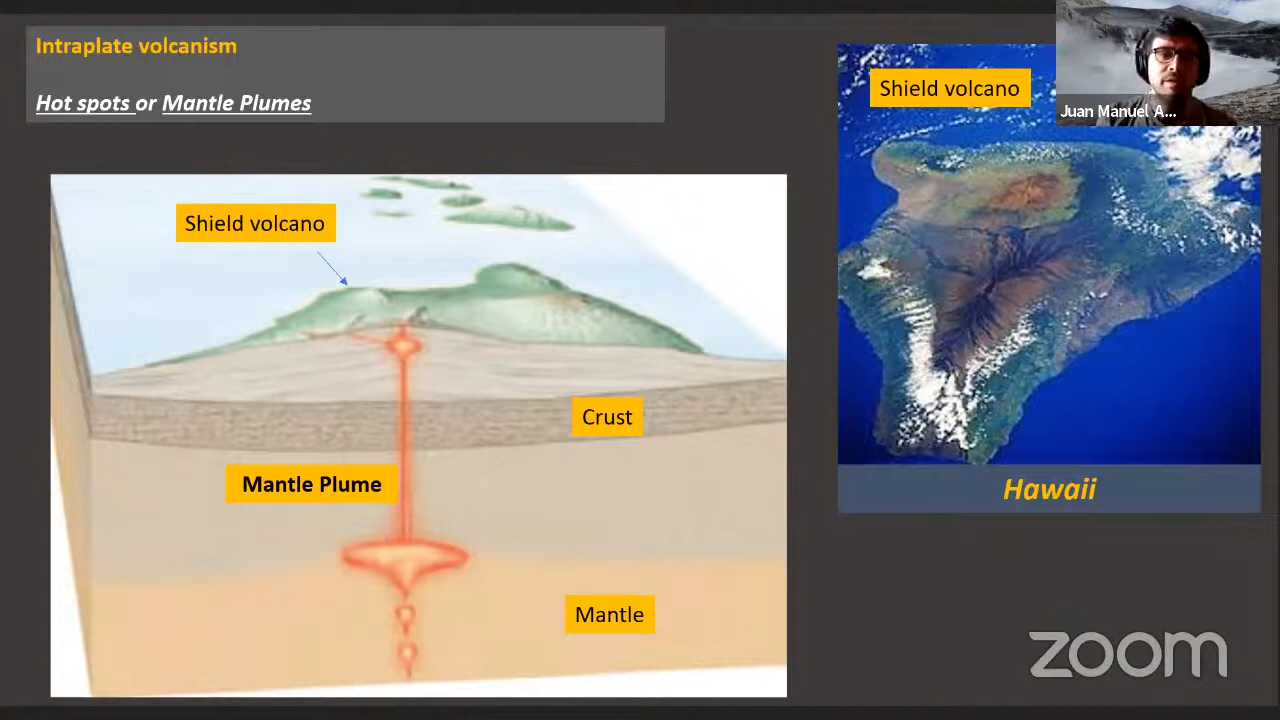 Intraplate volcanism
Hot spots or Mantle Plumes
Shield volcano
Crust
Mantle Plume
Mantle
Shield volcano
Hawaii
Juan Manuel A...
zoom